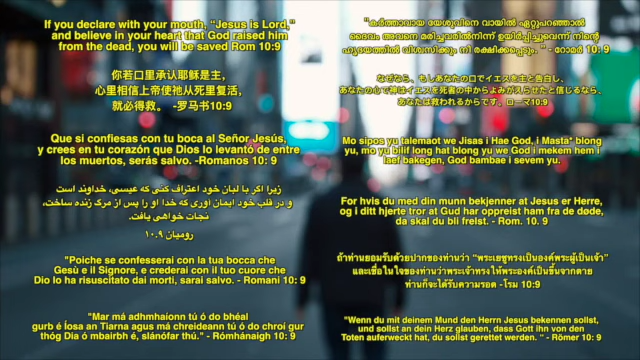 If you declare with your mouth, "Jesus is Lord,"
and believe in your heart that God raised him
from the dead, you will be saved Rom 10:9
你若口里承认耶稣是主，
心里相信上帝使祂从死里复活，
就必得救。 -罗马书10:9
Que si confiesas con tu boca al Señor Jesús,
y crees en tu corazón que Dios lo levantó de entre
los muertos, serás salvo. -Romanos 10: 9
زیرا اگر با لبان خود اعتراف کنی که عیسی، خداوند است
و در قلب خود ایمان آوری که خدا او را پس از مرگ زنده ساخت،
نجات خواهی یافت.
رومیان ۱۰.۹
"Poiche se confesserai con la tua bocca che
Gesù e il Signore, e crederai con il tuo cuore che
Dio lo ha risuscitato dai morti, sarai salvo. - Romani 10: 9
"Mar má admhaíonn tú ó do bhéal
gurb é Íosa an Tiarna agus má chreideann tú ó do chroí gur
thóg Dia ó mbairbh é, slánófar thú." - Rómhánaigh 10: 9
"കർത്താവായ യേശുവിനെ വായിൽ ഏറ്റുപറഞ്ഞാൽ
ദൈവം അവനെ മരിച്ചവരിൽനിന്ന് ഉയിർപ്പിച്ചുവെന്ന് നിന്റെ
ഹൃദയത്തിൽ വിശ്വസിക്കും നീ രക്ഷിക്കപ്പെടും. " - റോമർ 10: 9
なぜなら、もしあなたの口でイエスを主と告白し、
あなたの心で神はイエスを死者の中からよみがえらせたと信じるなら、
あなたは救われるからです。ローマ10:9
Mo sipos yu talemaot we Jisas i Hae God, i Masta* blong
yu, mo yu bilif long hat blong yu we God i mekem hem i
laef bakegen, God bambae i sevem yu.
For hvis du med din munn bekjenner at Jesus er Herre,
og i ditt hjerte tror at Gud har oppreist ham fra de døde,
da skal du bli frelst. - Rom. 10. 9
ถ้าท่านยอมรับด้วยปากของท่านว่า “พระเยซูทรงเป็นองค์พระผู้เป็นเจ้า”
และเชื่อในใจของท่านว่าพระเจ้าทรงให้พระองค์เป็นขึ้นจากตาย
ท่านก็จะได้รับความรอด -โรม 10: 9
"Wenn du mit deinem Mund den Herrn Jesus bekennen sollst,
und sollst an dein Herz glauben, dass Gott ihn von den
Toten auferweckt hat, du sollst gerettet werden. " - Römer 10: 9